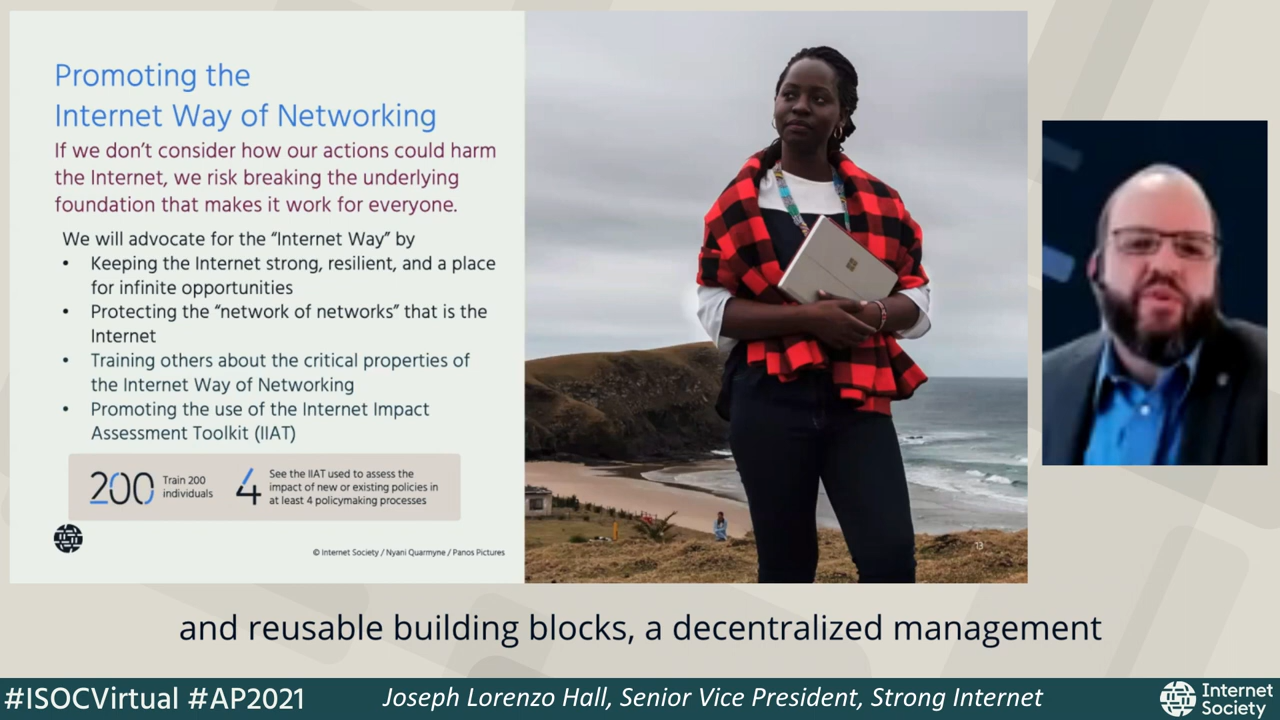 Promoting the
Internet Way of Networking
If we don't consider how our actions could harm
the Internet, we risk breaking the underlying
foundation that makes it work for everyone.
We will advocate for the “Internet Way” by
• Keeping the Internet strong, resilient, and a place
for infinite opportunities
• Protecting the “network of networks” that is the
Internet
• Training others about the critical properties of
the Internet Way of Networking
• Promoting the use of the Internet Impact
Assessment Toolkit (IIAT)
200
Train 200
individuals
4
See the IIAT used to assess the
impact of new or existing policies in
at least 4 policymaking processes
© Internet Society / Nyani Quarmyne / Panos Pictures
13
and reusable building blocks, a decentralized management
#ISOCVirtual #AP2021
Joseph Lorenzo Hall, Senior Vice President, Strong Internet
Internet
Society